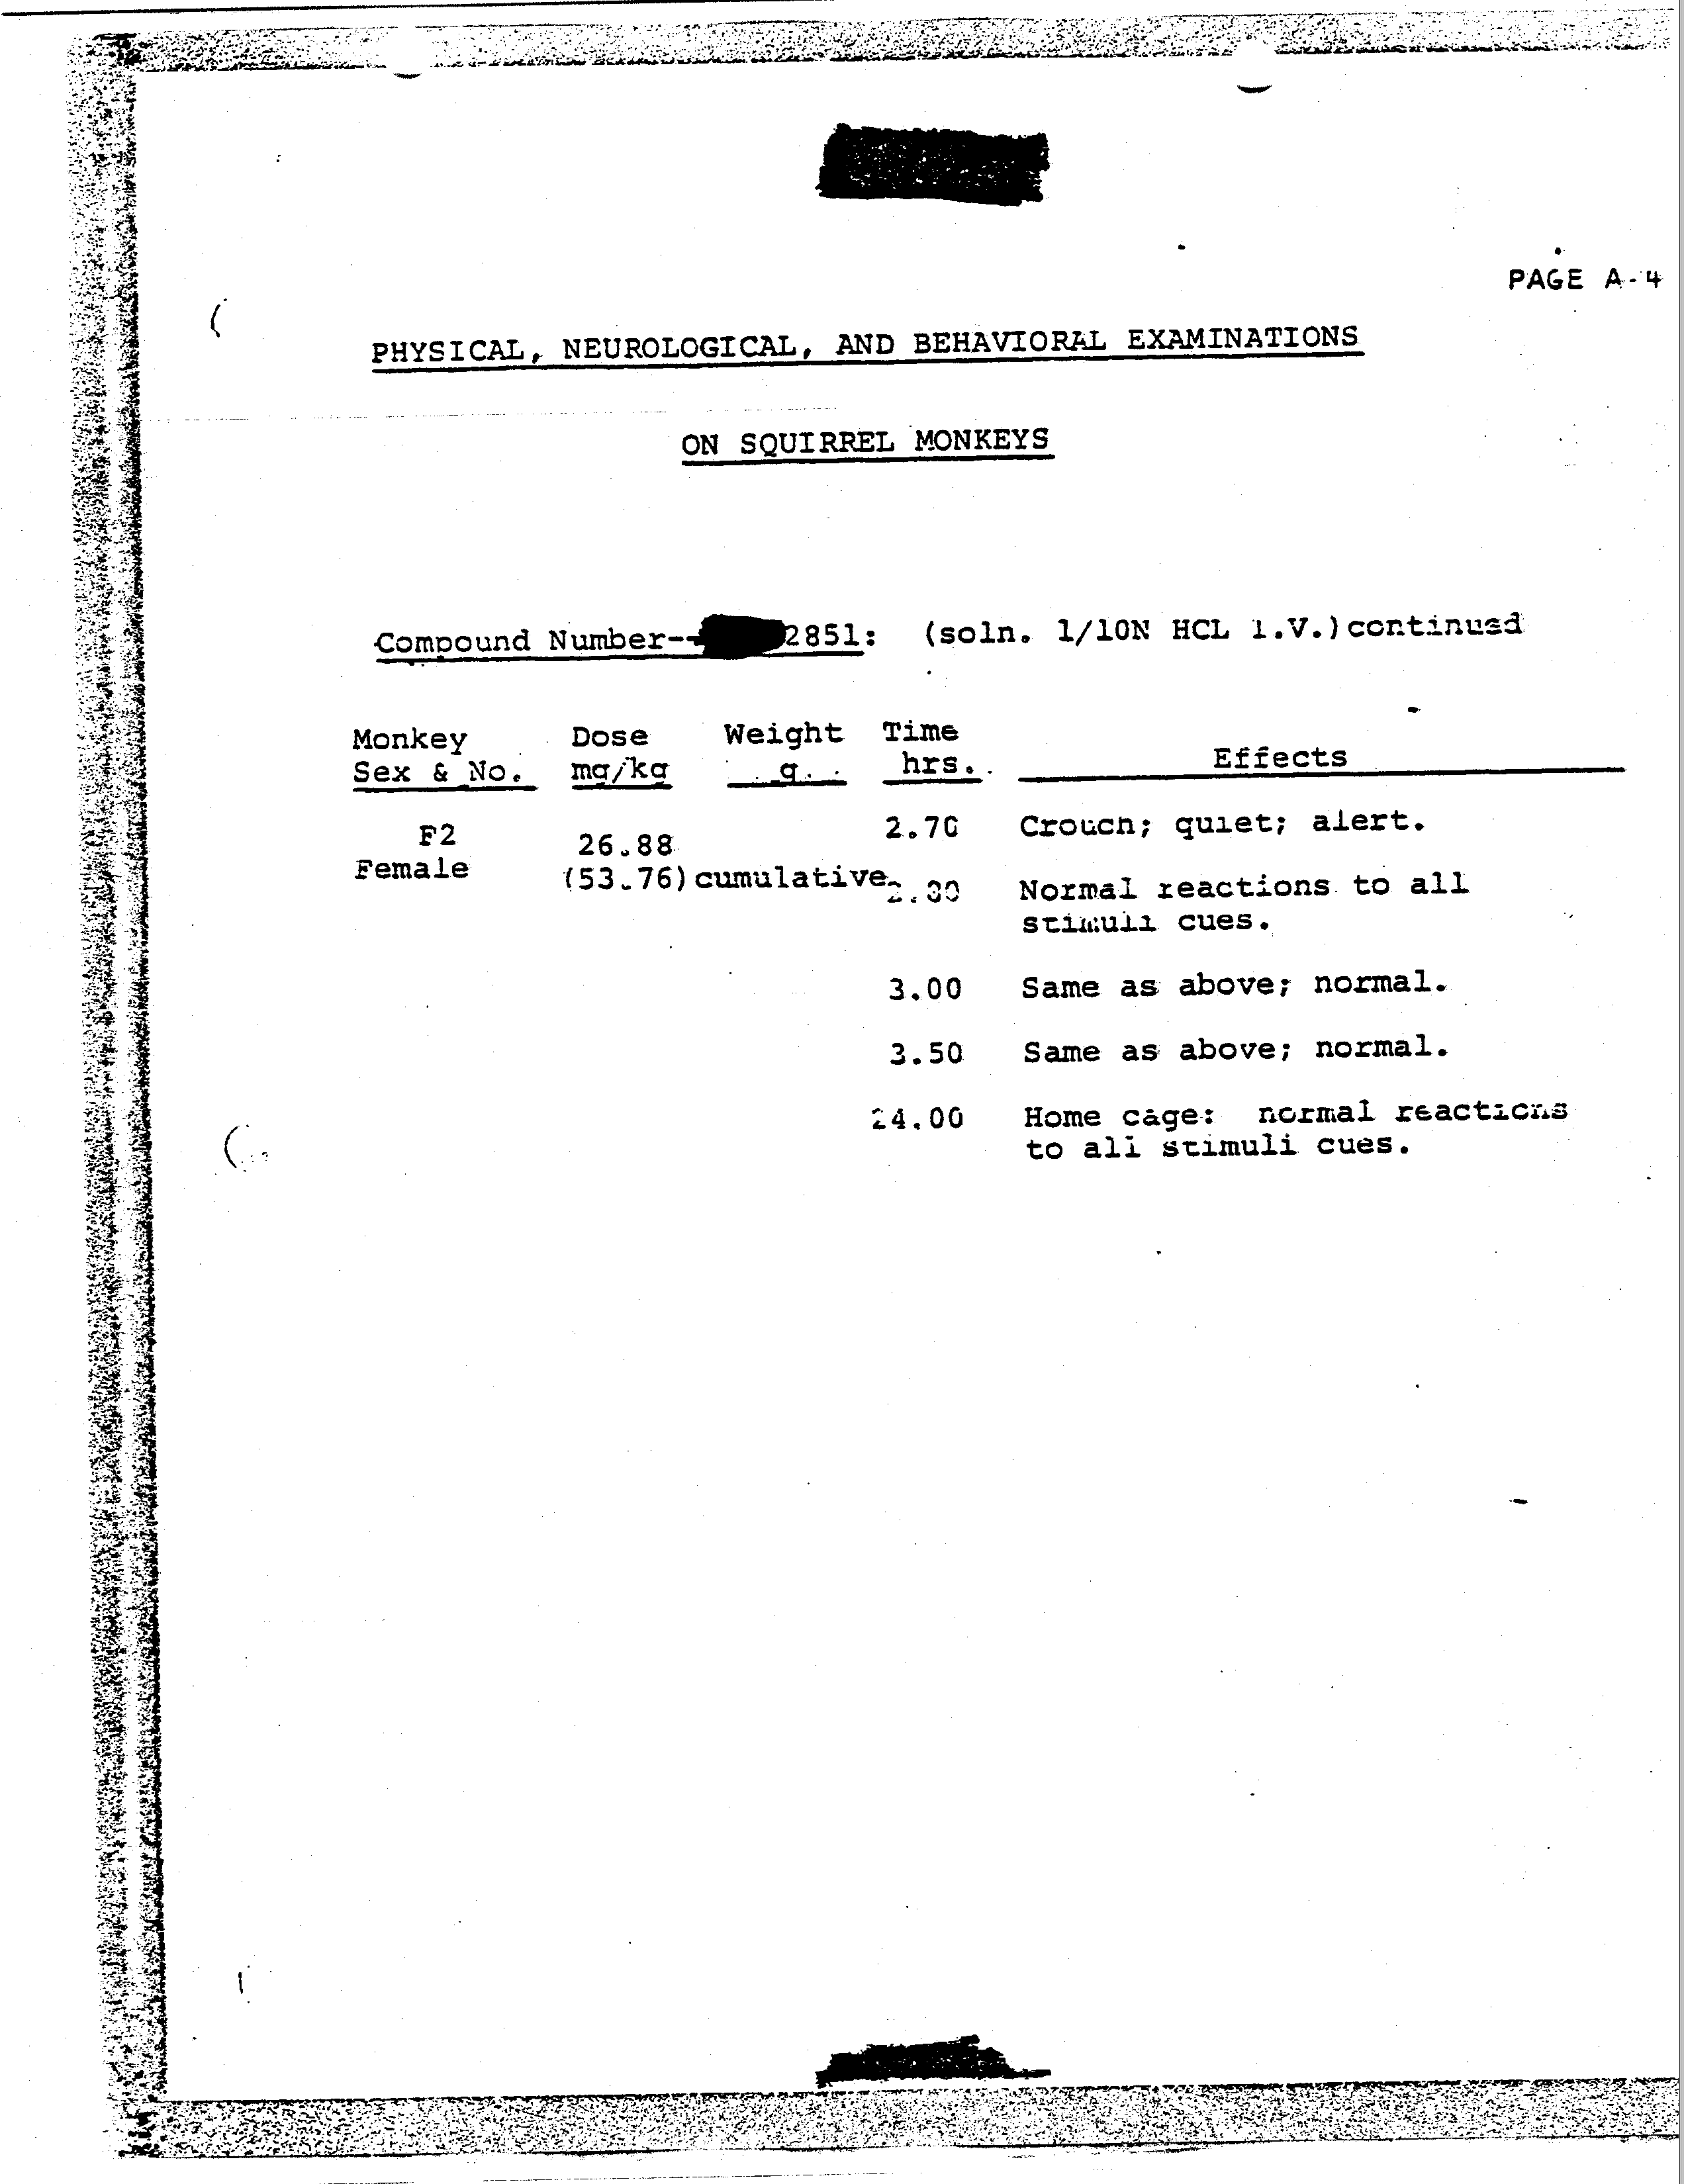 PAGE A-4
PHYSICAL, NEUROLOGICAL, AND BEHAVIORAL EXAMINATIONS
ON SQUIRREL MONKEYS
Compound Number-- 2851: (soln. 1/10N HCL I.V.) continued
Monkey Dose Weight Time
Sex & No. mg/kg g. hrs. Effects
F2 26.88 2.70 Crouch; quiet; alert.
Female (53.76) cumulative Normal reactions to all
stimuli cues.
3.00 Same as above; normal.
3.50 Same as above; normal.
24.00 Home cage: normal reactions
to all stimuli cues.